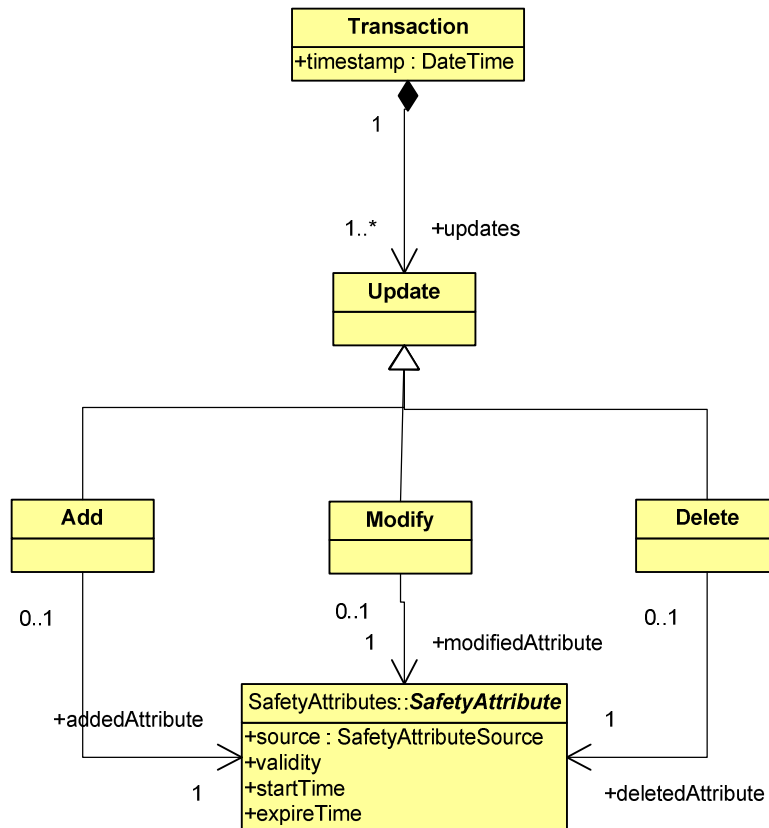 Transaction
+timestamp : DateTime
1
1..*
+updates
Update
Add
Modify
Delete
0..1
0..1
0..1
1
+modifiedAttribute
SafetyAttributes::SafetyAttribute
+addedAttribute
1
+source : SafetyAttributeSource
+validity
+startTime
+expireTime
1
+deletedAttribute